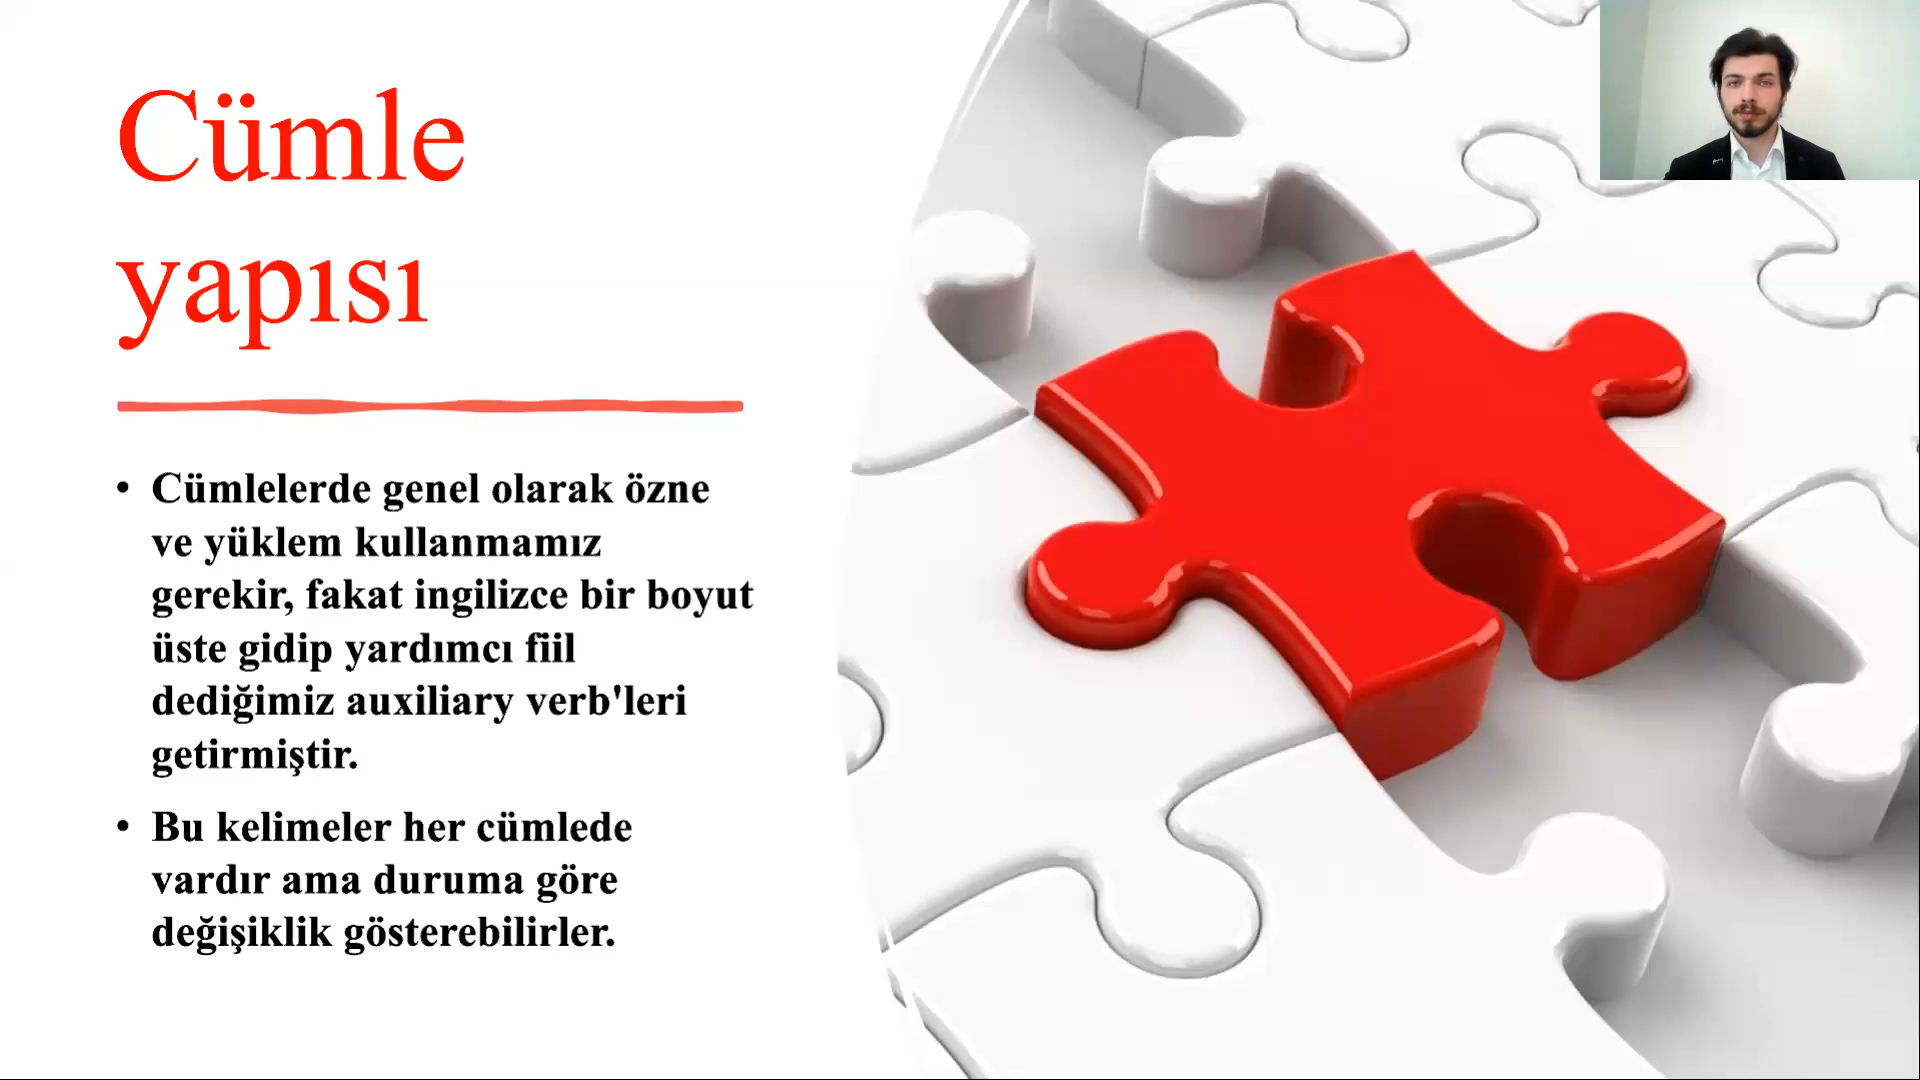 Cümle
yapısı
• Cümlelerde genel olarak özne
ve yüklem kullanmamız
gerekir, fakat ingilizce bir boyut
üste gidip yardımcı fiil
dediğimiz auxiliary verb'leri
getirmiştir.
• Bu kelimeler her cümlede
vardır ama duruma göre
değişiklik gösterebilirler.